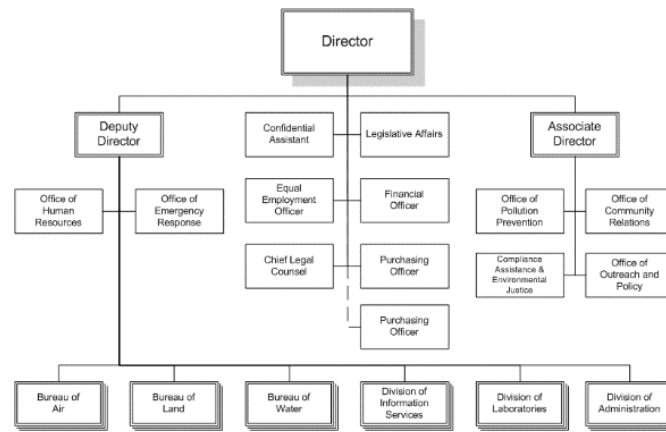 Director
Deputy
Director
Confidential
Assistant
Legislative Affairs
Associate
Director
Office of
Human
Resources
Office of
Emergency
Response
Equal
Employment
Officer
Financial
Officer
Office of
Pollution
Prevention
Office of
Community
Relations
Chief Legal
Counsel
Purchasing
Officer
Compliance
Assistance &
Environmental
Justice
Office of
Outreach and
Policy
Purchasing
Officer
Bureau of
Air
Bureau of
Land
Bureau of
Water
Division of
Information
Services
Division of
Laboratories
Division of
Administration